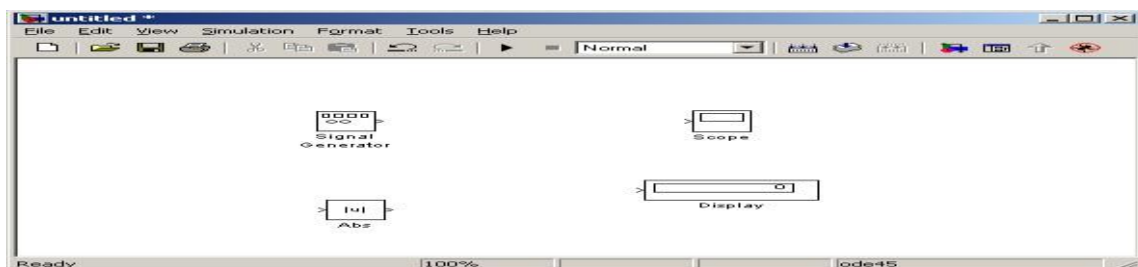 untitled *
File Edit View Simulation Format Tools Help
Normal
Signal
Generator
Scope
|u|
Abs
Display
Ready 100% ode45